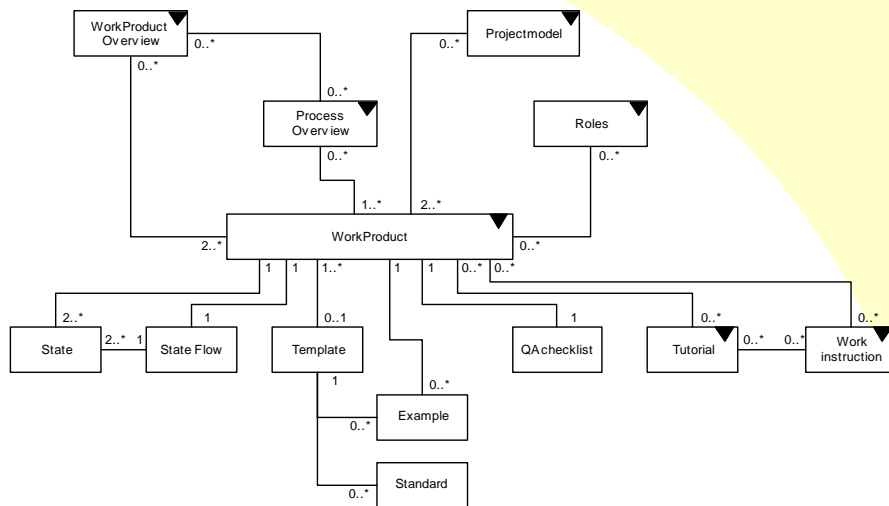 WorkProduct
Overview
0..*
0..*
Projectmodel
0..*
0..*
Process
Overview
0..*
Roles
0..*
1..*
2..*
WorkProduct
2..*
0..*
1
1
1..*
1
1
0..*
0..*
2..*
1
0..1
1
0..*
0..*
State
2..*
1
State Flow
Template
QAchecklist
Tutorial
0..*
0..*
Work
instruction
1
0..*
Example
0..*
Standard
0..*